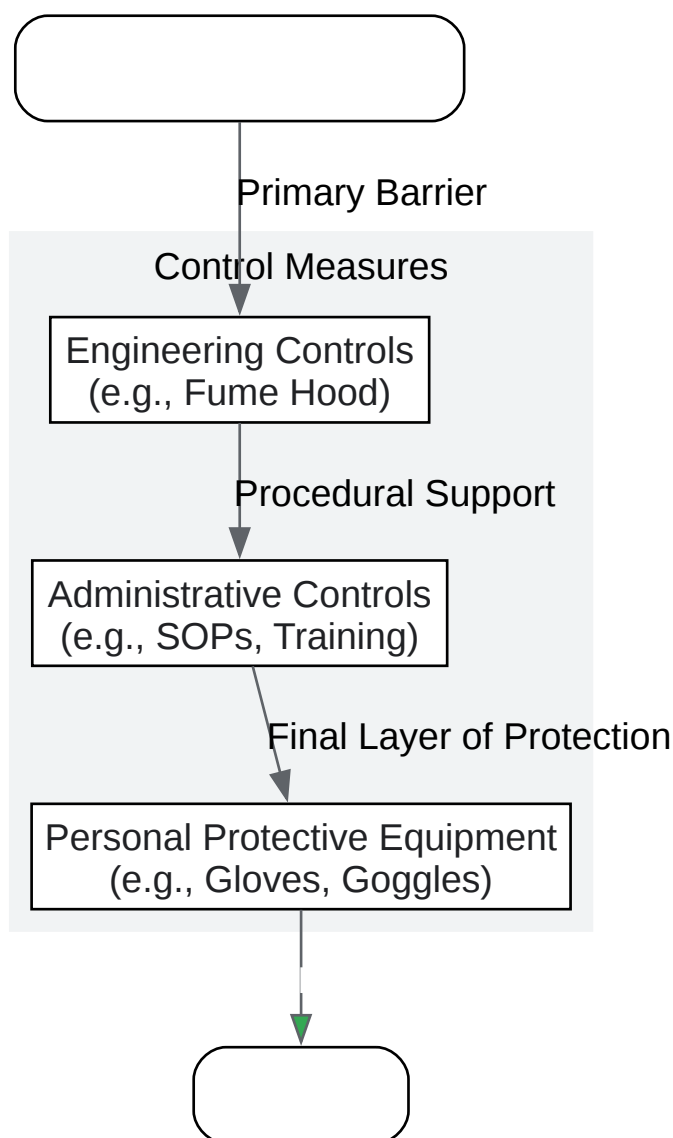 Primary Barrier
Control Measures
Engineering Controls
(e.g., Fume Hood)
Procedural Support
Administrative Controls
(e.g., SOPs, Training)
Final Layer of Protection
Personal Protective Equipment
(e.g., Gloves, Goggles)